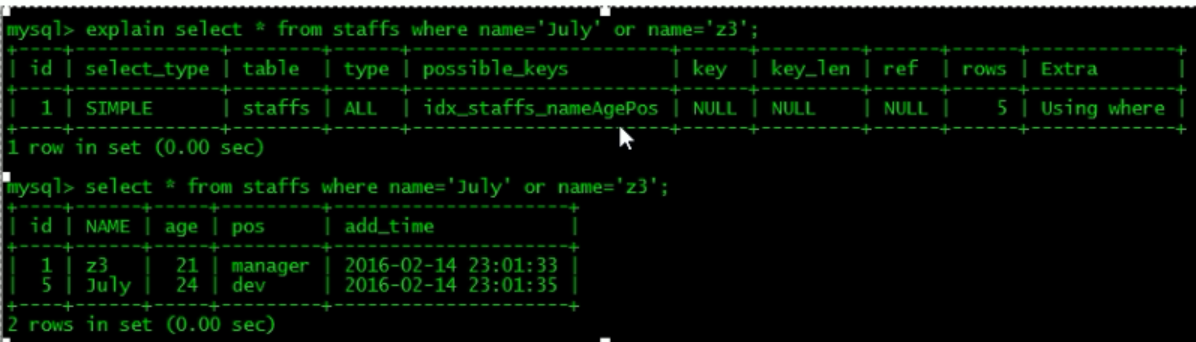 mysql> explain select * from staffs where name='July' or name='z3';
+----+-------------+--------+------+-----------------------+------+---------+------+------+-------------+
| id | select_type | table | type | possible_keys | key | key_len | ref | rows | Extra |
+----+-------------+--------+------+-----------------------+------+---------+------+------+-------------+
| 1 | SIMPLE | staffs | ALL | idx_staffs_nameAgePos | NULL | NULL | NULL | 5 | Using where |
+----+-------------+--------+------+-----------------------+------+---------+------+------+-------------+
1 row in set (0.00 sec)
mysql> select * from staffs where name='July' or name='z3';
+----+------+-----+---------+---------------------+
| id | NAME | age | pos | add_time |
+----+------+-----+---------+---------------------+
| 1 | z3 | 21 | manager | 2016-02-14 23:01:33 |
| 5 | July | 24 | dev | 2016-02-14 23:01:35 |
+----+------+-----+---------+---------------------+
2 rows in set (0.00 sec)